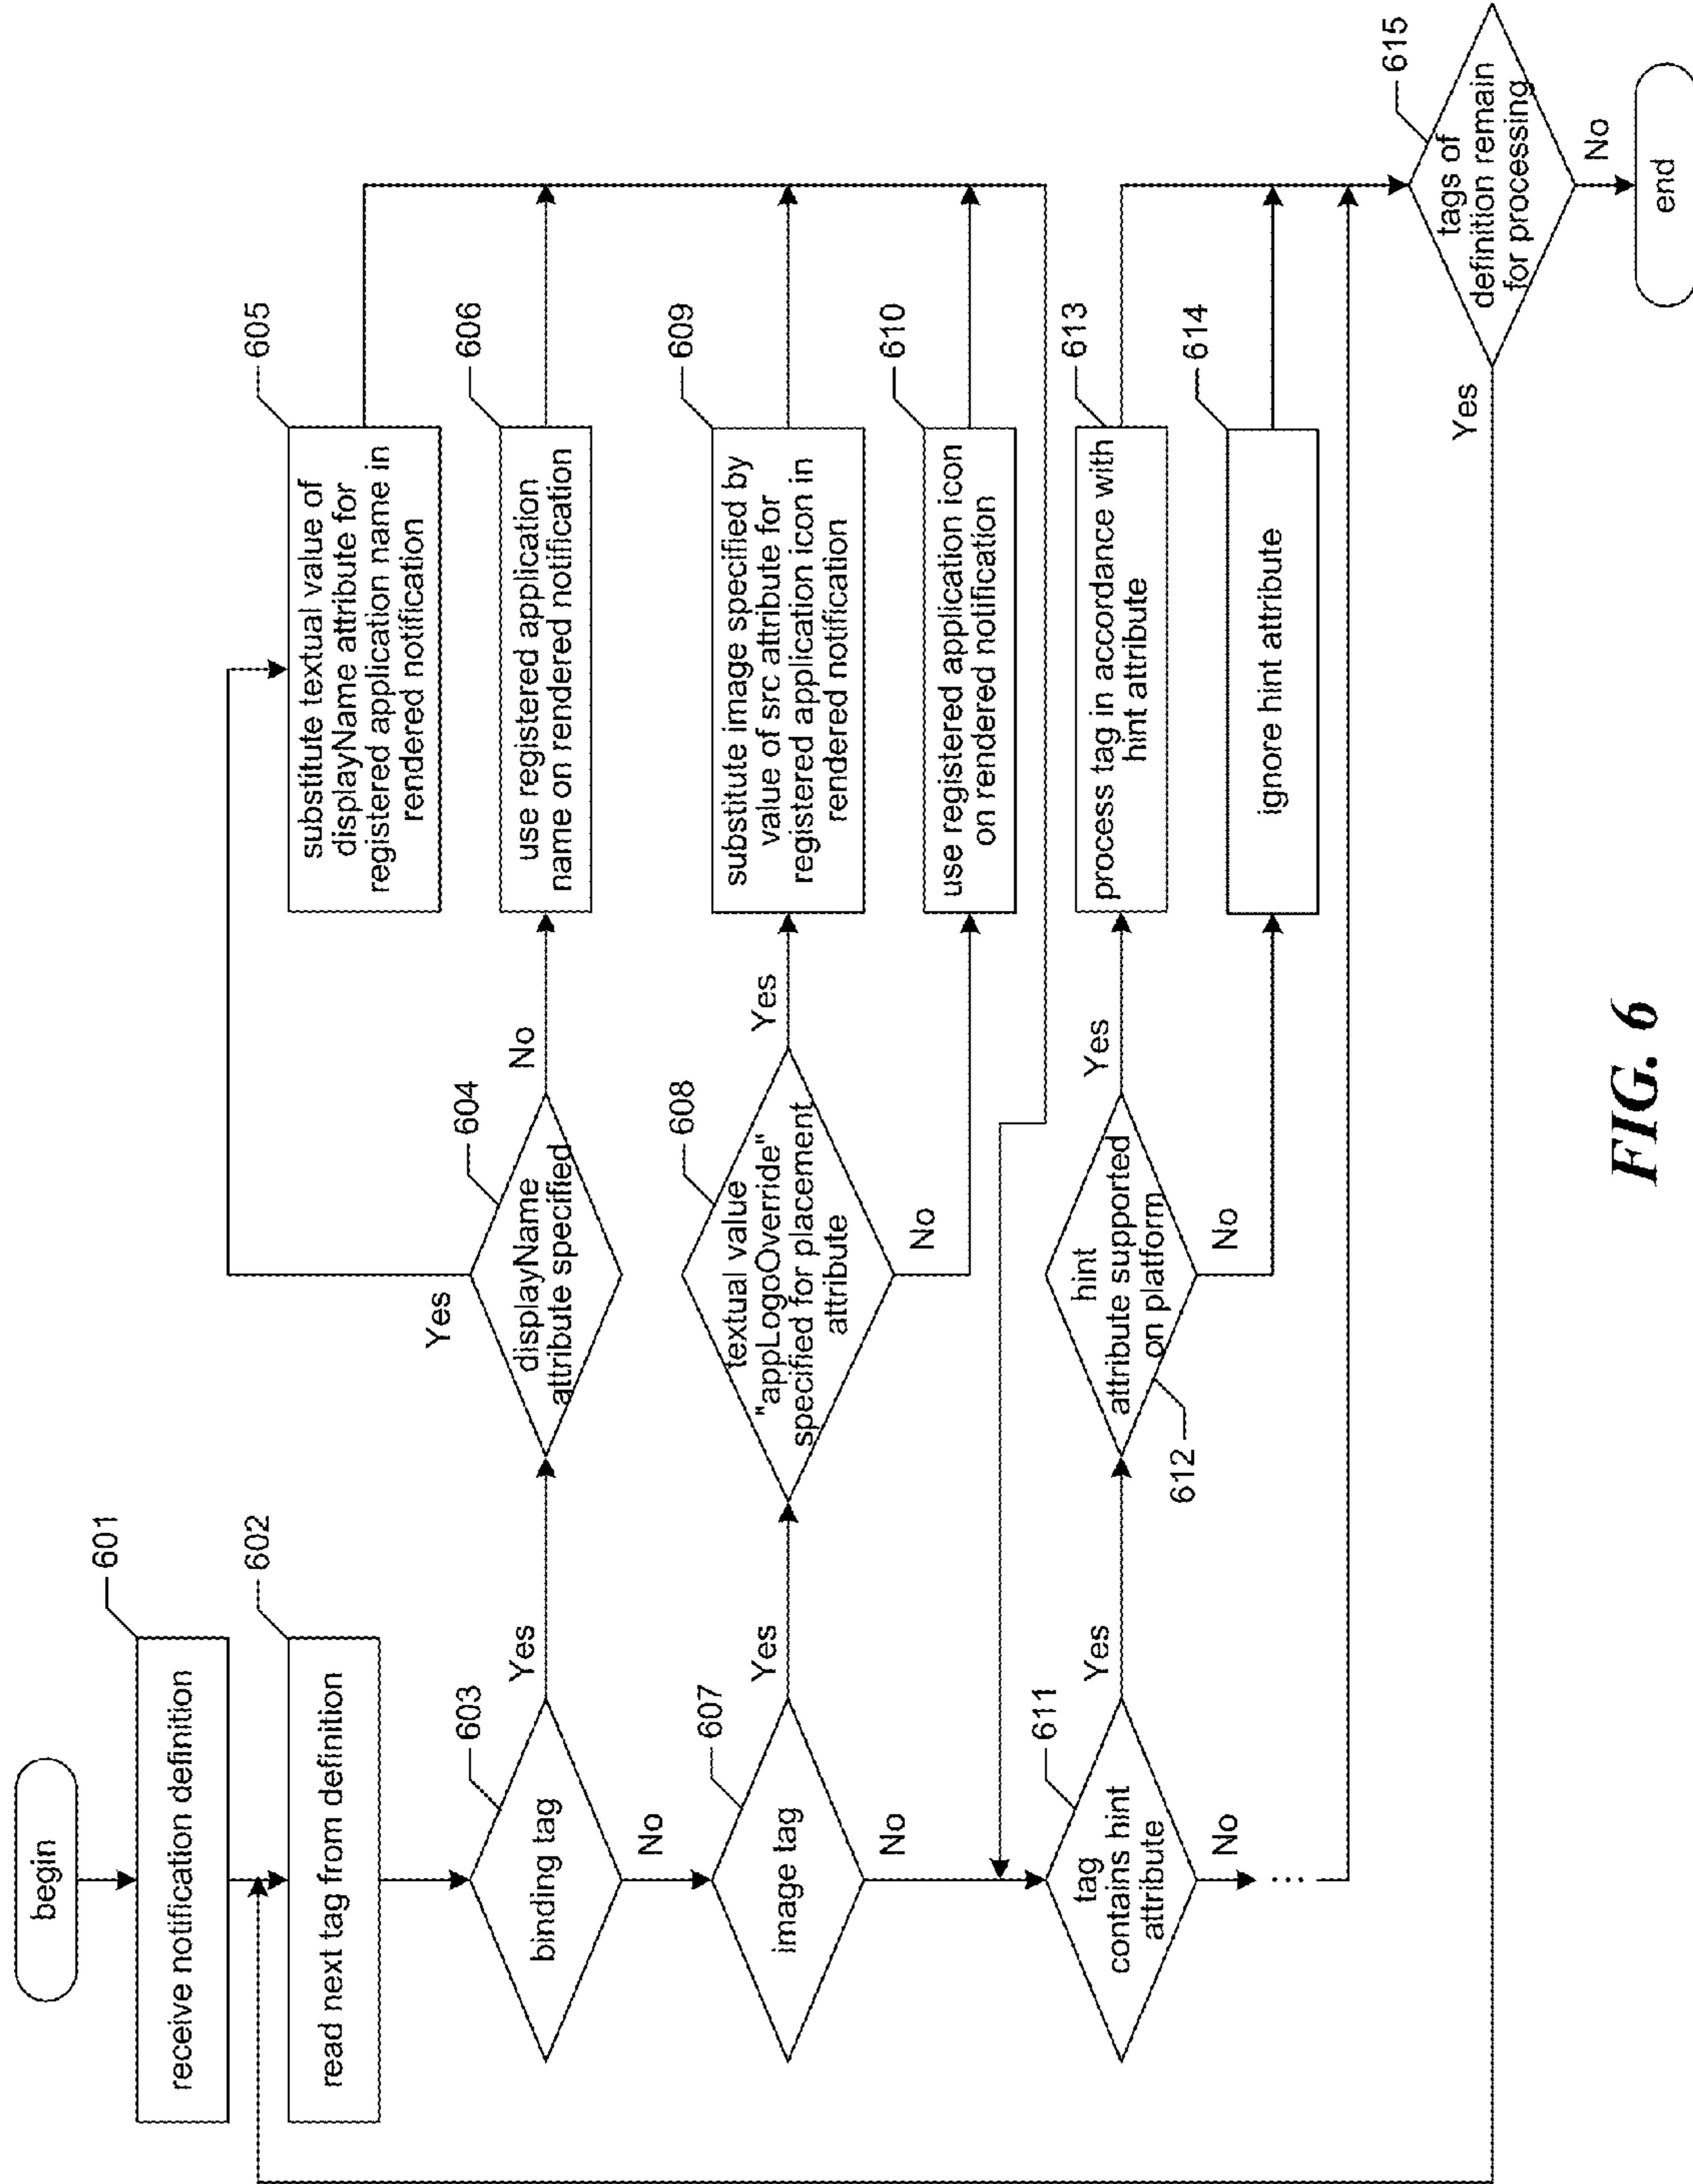 begin
601
receive notification definition
602
read next tag from definition
603
binding tag
Yes
No
604
displayName
attribute specified
Yes
No
605
substitute textual value of
displayName attribute for
registered application name in
rendered notification
606
use registered application
name on rendered notification
607
image tag
Yes
No
608
textual value
"appLogoOverride"
specified for placement
attribute
Yes
No
609
substitute image specified by
value of src attribute for
registered application icon in
rendered notification
610
use registered application icon
on rendered notification
611
tag
contains hint
attribute
Yes
No
...
612
hint
attribute supported
on platform
Yes
No
613
process tag in accordance with
hint attribute
614
ignore hint attribute
615
tags of
definition remain
for processing
Yes
No
end
FIG. 6